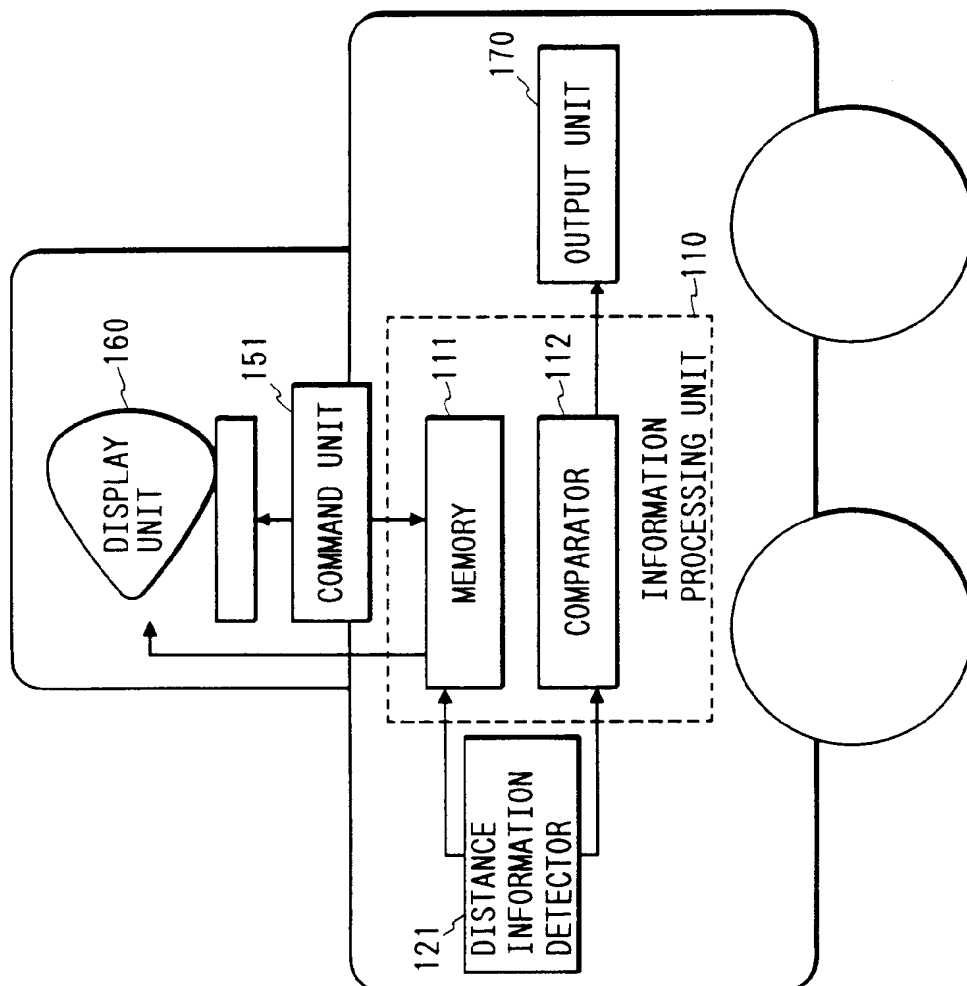 160
DISPLAY
UNIT
151
COMMAND UNIT
111
MEMORY
112
COMPARATOR
INFORMATION
PROCESSING UNIT
110
170
OUTPUT UNIT
121
DISTANCE
INFORMATION
DETECTOR